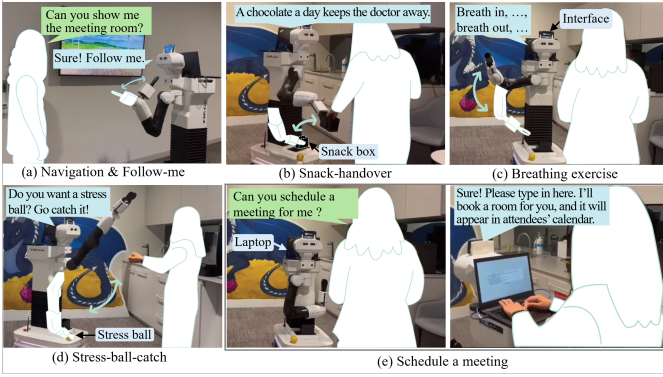 Can you show me
the meeting room?
Sure! Follow me.
(a) Navigation & Follow-me
A chocolate a day keeps the doctor away.
Snack box
(b) Snack-handover
Breath in, ...,
breath out, ...
Interface
(c) Breathing exercise
Do you want a stress
ball? Go catch it!
Stress ball
(d) Stress-ball-catch
Can you schedule a
meeting for me ?
Laptop
Sure! Please type in here. I'll
book a room for you, and it will
appear in attendees' calendar.
(e) Schedule a meeting